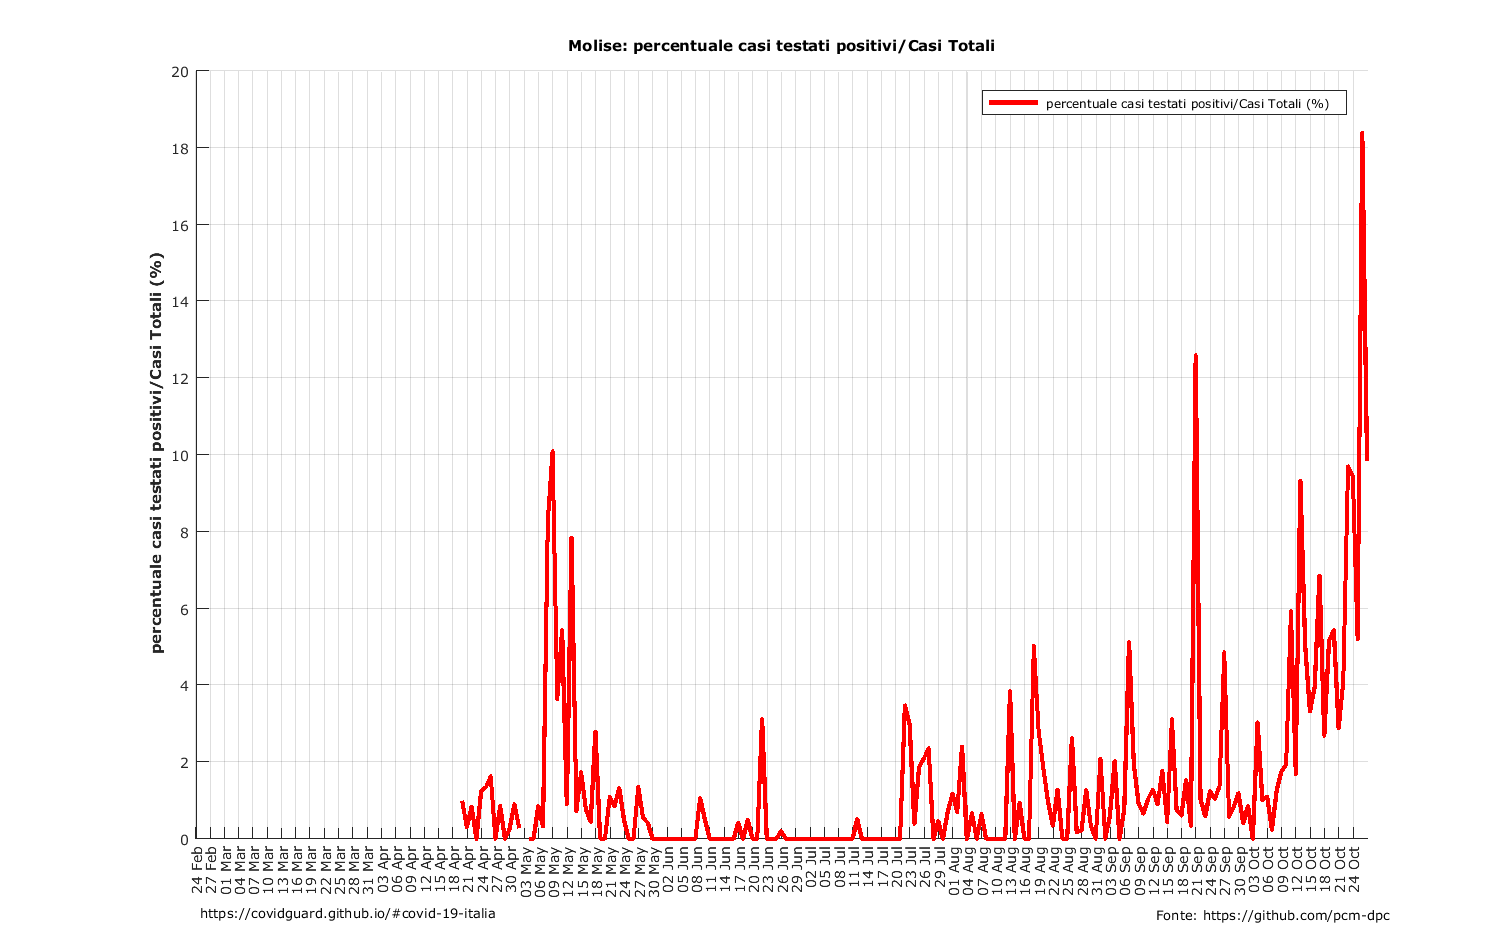 Molise: percentuale casi testati positivi/Casi Totali
percentuale casi testati positivi/Casi Totali (%)
percentuale casi testati positivi/Casi Totali (%)
20
18
16
14
12
10
8
6
4
2
0
24 Feb
27 Feb
01 Mar
04 Mar
07 Mar
10 Mar
13 Mar
16 Mar
19 Mar
22 Mar
25 Mar
28 Mar
31 Mar
03 Apr
06 Apr
09 Apr
12 Apr
15 Apr
18 Apr
21 Apr
24 Apr
27 Apr
30 Apr
03 May
06 May
09 May
12 May
15 May
18 May
21 May
24 May
27 May
30 May
02 Jun
05 Jun
08 Jun
11 Jun
14 Jun
17 Jun
20 Jun
23 Jun
26 Jun
29 Jun
02 Jul
05 Jul
08 Jul
11 Jul
14 Jul
17 Jul
20 Jul
23 Jul
26 Jul
29 Jul
01 Aug
04 Aug
07 Aug
10 Aug
13 Aug
16 Aug
19 Aug
22 Aug
25 Aug
28 Aug
31 Aug
03 Sep
06 Sep
09 Sep
12 Sep
15 Sep
18 Sep
21 Sep
24 Sep
27 Sep
30 Sep
03 Oct
06 Oct
09 Oct
12 Oct
15 Oct
18 Oct
21 Oct
24 Oct
https://covidguard.github.io/#covid-19-italia
Fonte: https://github.com/pcm-dpc